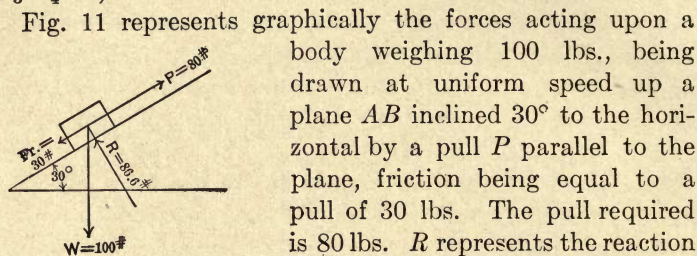 Fig. 11 represents graphically the forces acting upon a
body weighing 100 lbs., being
drawn at uniform speed up a
plane AB inclined 30° to the hori-
zontal by a pull P parallel to the
plane, friction being equal to a
pull of 30 lbs. The pull required
is 80 lbs. R represents the reaction
P=80#
Fr.=
30#
30°
R=86.6#
W=100#